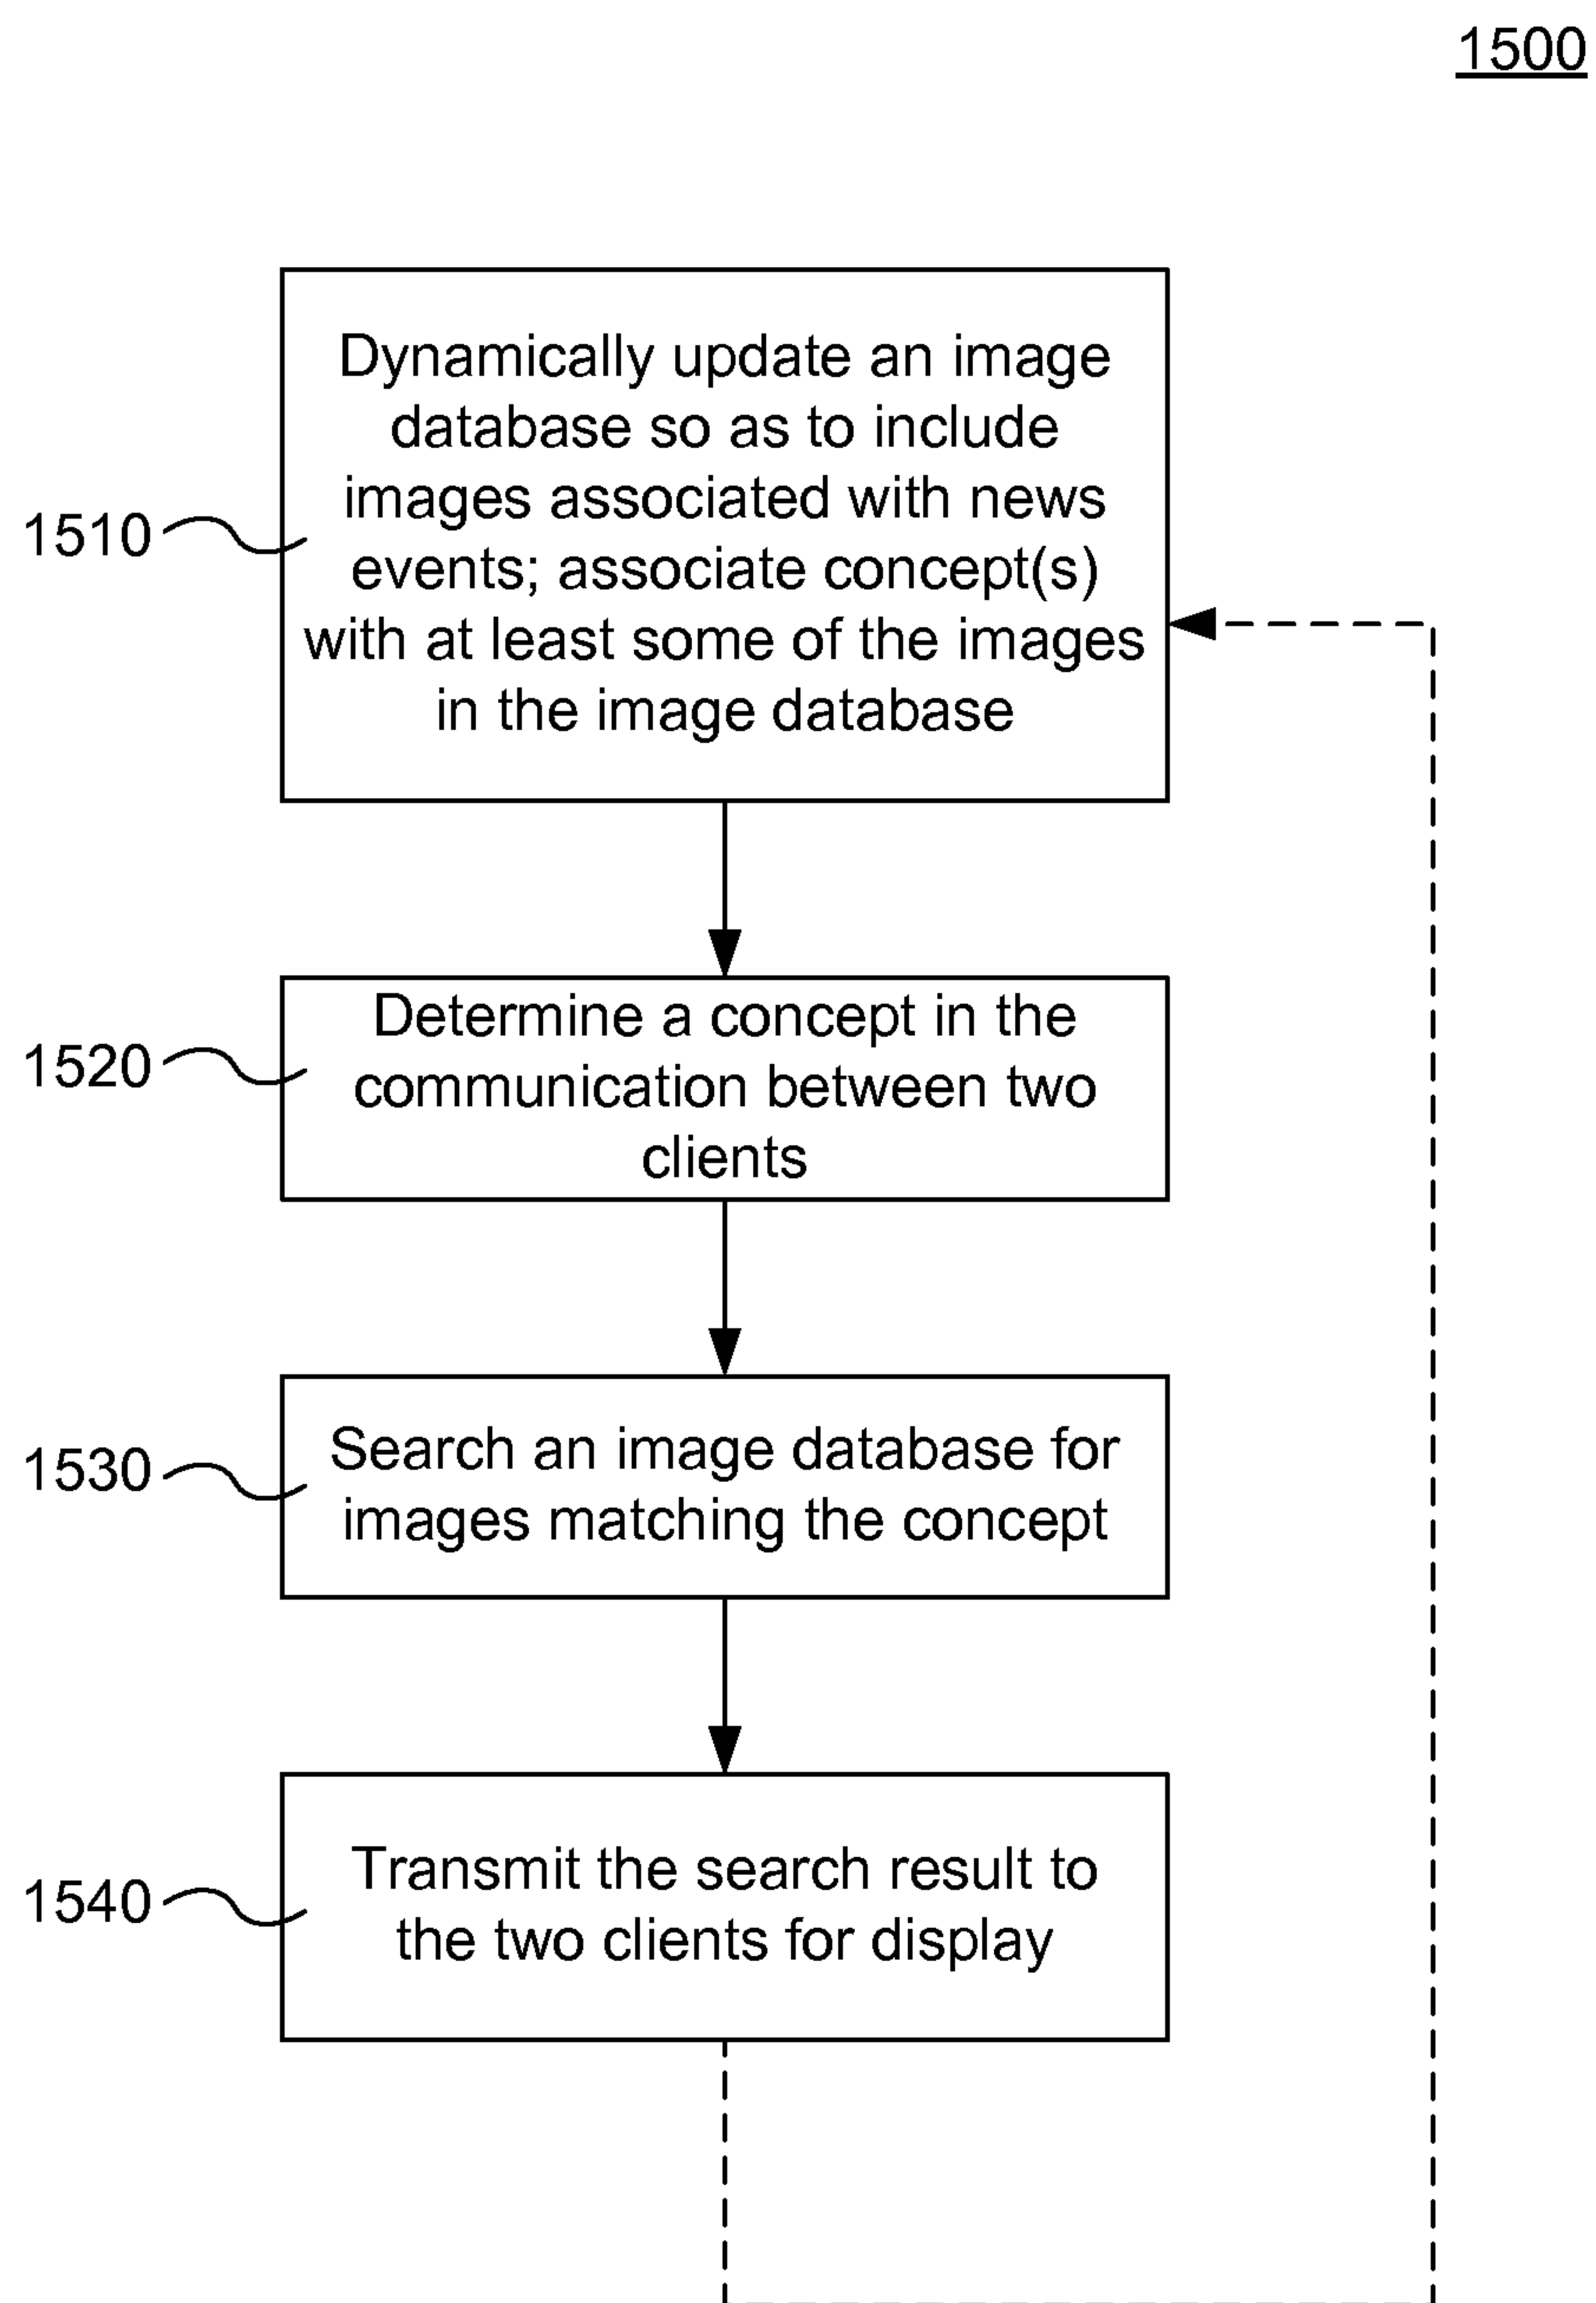 1500
Dynamically update an image
database so as to include
images associated with news
events; associate concept(s)
with at least some of the images
in the image database
1510
Determine a concept in the
communication between two
clients
1520
Search an image database for
images matching the concept
1530
Transmit the search result to
the two clients for display
1540